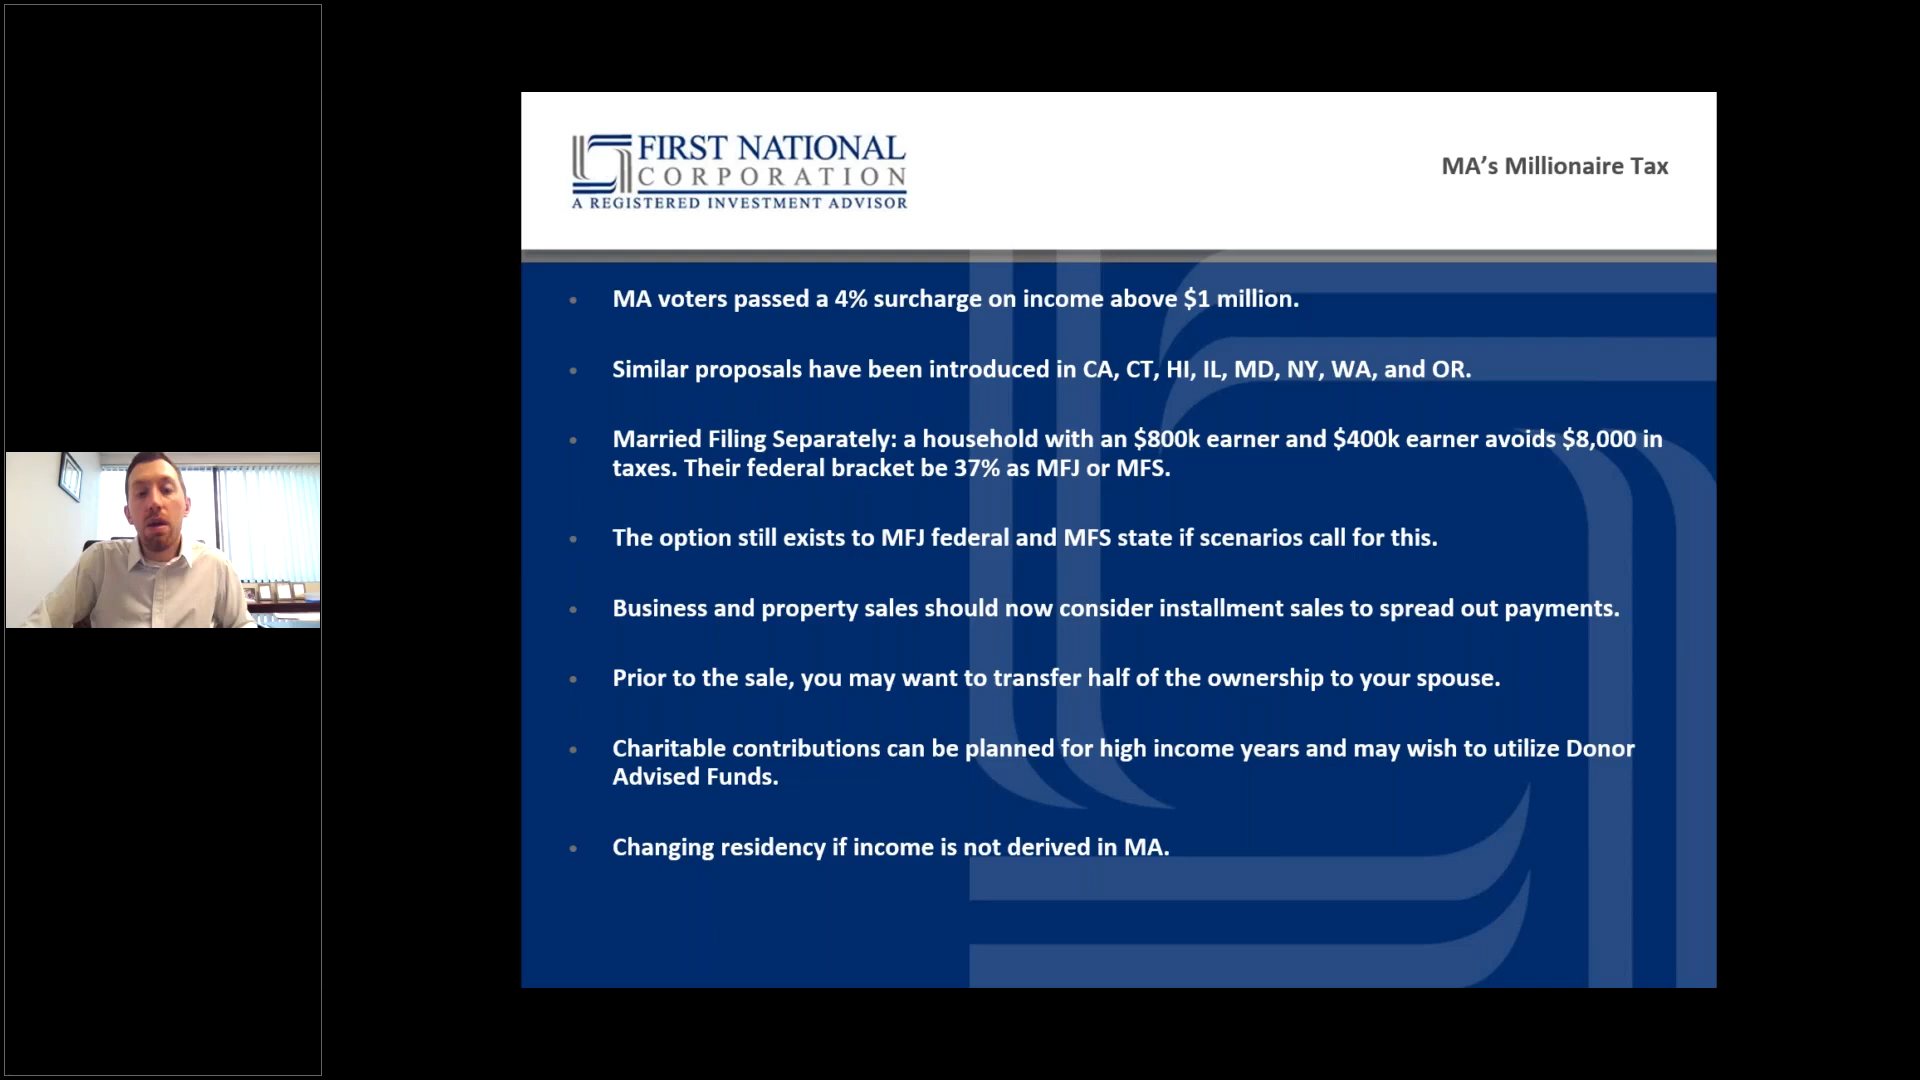 FIRST NATIONAL
CORPORATION
A REGISTERED INVESTMENT ADVISOR
MA’s Millionaire Tax
• MA voters passed a 4% surcharge on income above $1 million.
• Similar proposals have been introduced in CA, CT, HI, IL, MD, NY, WA, and OR.
• Married Filing Separately: a household with an $800k earner and $400k earner avoids $8,000 in
taxes. Their federal bracket be 37% as MFJ or MFS.
• The option still exists to MFJ federal and MFS state if scenarios call for this.
• Business and property sales should now consider installment sales to spread out payments.
• Prior to the sale, you may want to transfer half of the ownership to your spouse.
• Charitable contributions can be planned for high income years and may wish to utilize Donor
Advised Funds.
• Changing residency if income is not derived in MA.